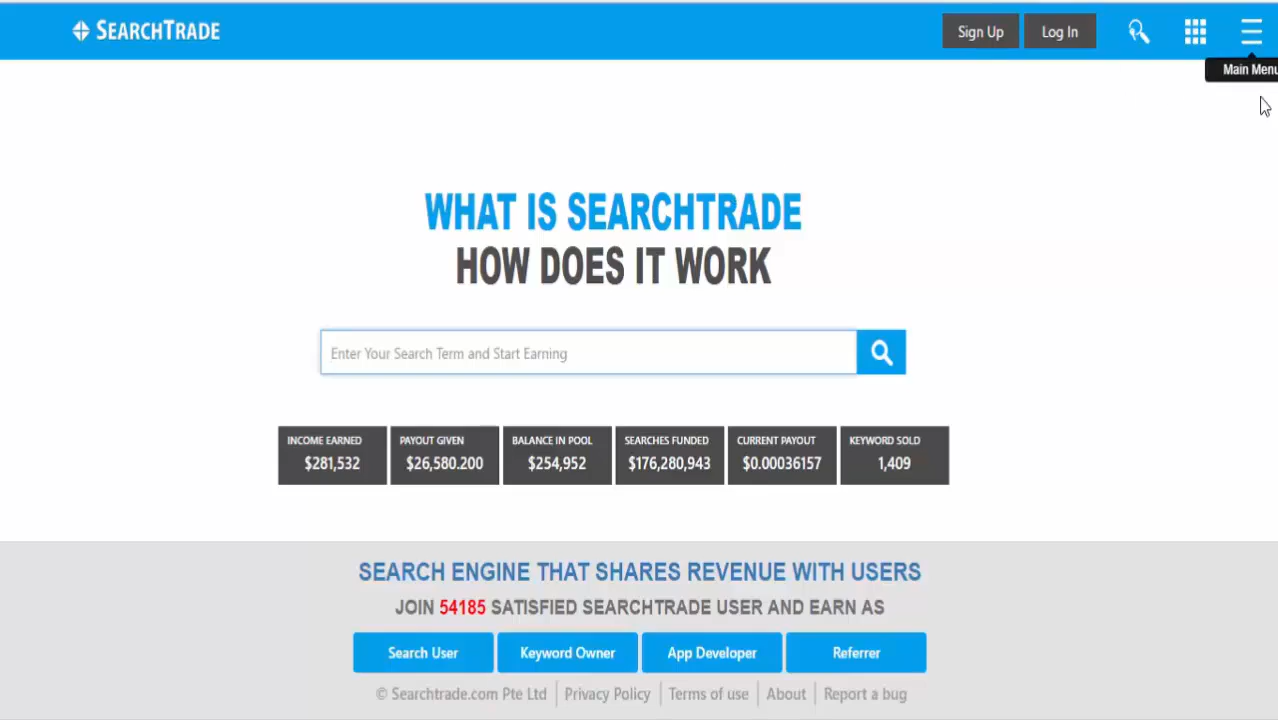 SEARCHTRADE
Sign Up
Log In
Main Menu
WHAT IS SEARCHTRADE
HOW DOES IT WORK
Enter Your Search Term and Start Earning
INCOME EARNED
$281,532
PAYOUT GIVEN
$26,580.200
BALANCE IN POOL
$254,952
SEARCHES FUNDED
$176,280,943
CURRENT PAYOUT
$0.00036157
KEYWORD SOLD
1,409
SEARCH ENGINE THAT SHARES REVENUE WITH USERS
JOIN 54185 SATISFIED SEARCHTRADE USER AND EARN AS
Search User
Keyword Owner
App Developer
Referrer
© Searchtrade.com Pte Ltd | Privacy Policy | Terms of use | About | Report a bug